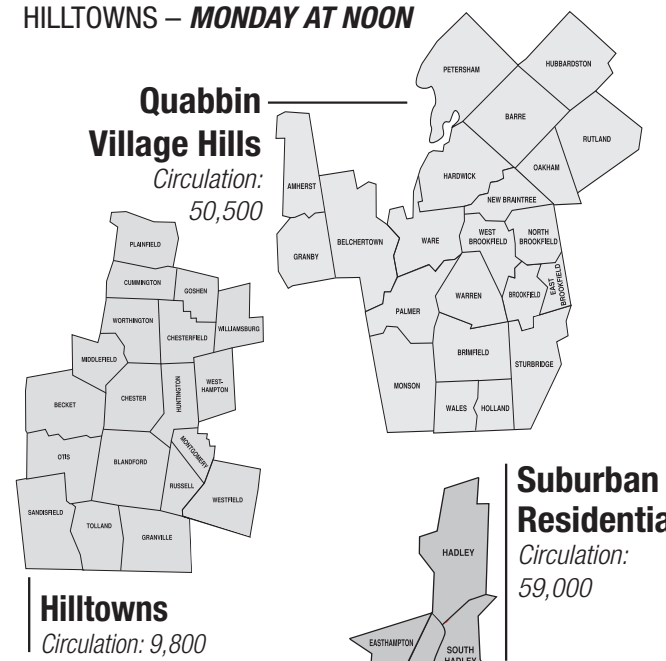 HILLTOWNS – MONDAY AT NOON
Quabbin
Village Hills
Circulation:
50,500
PETERSHAM
HUBBARDSTON
BARRE
RUTLAND
OAKHAM
HARDWICK
NEW BRAINTREE
AMHERST
BELCHERTOWN
GRANBY
WARE
WEST
BROOKFIELD
NORTH
BROOKFIELD
PALMER
WARREN
BROOKFIELD
EAST
BROOKFIELD
BRIMFIELD
STURBRIDGE
MONSON
WALES
HOLLAND
PLAINFIELD
CUMMINGTON
GOSHEN
WORTHINGTON
CHESTERFIELD
WILLIAMSBURG
MIDDLEFIELD
BECKET
CHESTER
HUNTINGTON
WEST-
HAMPTON
OTIS
BLANDFORD
MONTGOMERY
RUSSELL
WESTFIELD
SANDISFIELD
TOLLAND
GRANVILLE
Hilltowns
Circulation: 9,800
Suburban
Residentia
Circulation:
59,000
HADLEY
EASTHAMPTON
SOUTH
HADLEY